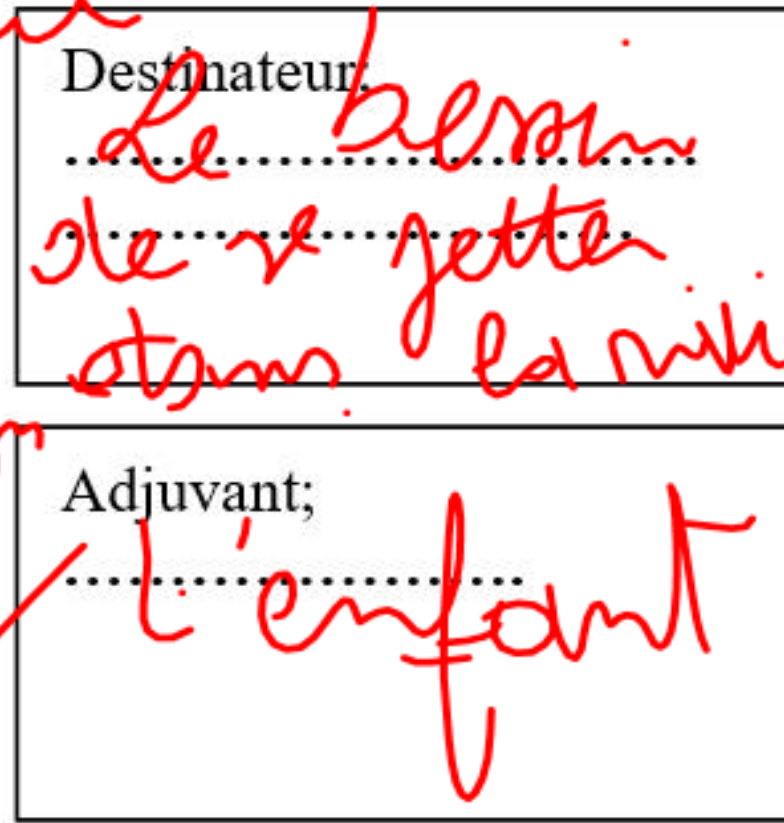 Destinateur:
Le besoin
de se jetter
dans la
Adjuvant;
l'enfant